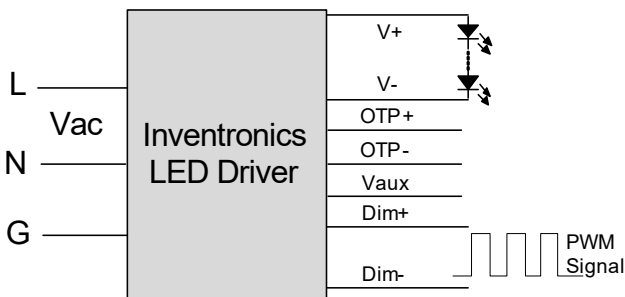 L
Vac
N
G
Inventronics
LED Driver
V+
V-
OTP+
OTP-
Vaux
Dim+
Dim-
PWM
Signal